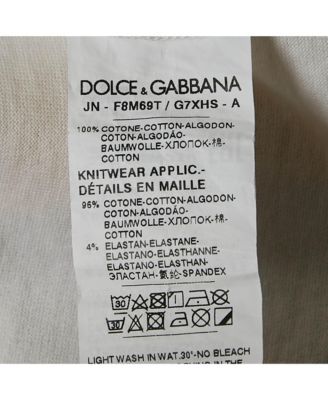 DOLCE & GABBANA
JN - F8M69T / G7XHS - A
100% COTONE-COTTON-ALGODON-
COTON-ALGODÃO-
BAUMWOLLE-ХЛОПОК-棉-
COTTON
KNITWEAR APPLIC.-
DÉTAILS EN MAILLE
96% COTONE-COTTON-ALGODON-
COTON-ALGODÃO-
BAUMWOLLE-ХЛОПОК-棉-
COTTON
4% ELASTAN-ELASTANE-
ELASTANO-ELASTHANNE-
ELASTANO-ELASTHAN-
ЭЛАСТАН-氨纶-SPANDEX
30
30
LIGHT WASH IN WAT.30°-NO BLEACH